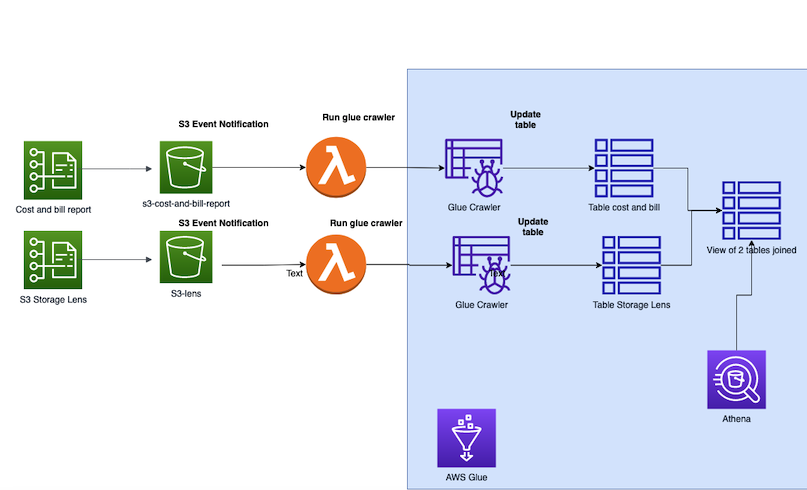 S3 Event Notification
Run glue crawler
Update
table
Cost and bill report
s3-cost-and-bill-report
Glue Crawler
Table cost and bill
View of 2 tables joined
S3 Event Notification
Run glue crawler
Update
table
Text
Text
S3 Storage Lens
S3-lens
Glue Crawler
Table Storage Lens
Athena
AWS Glue